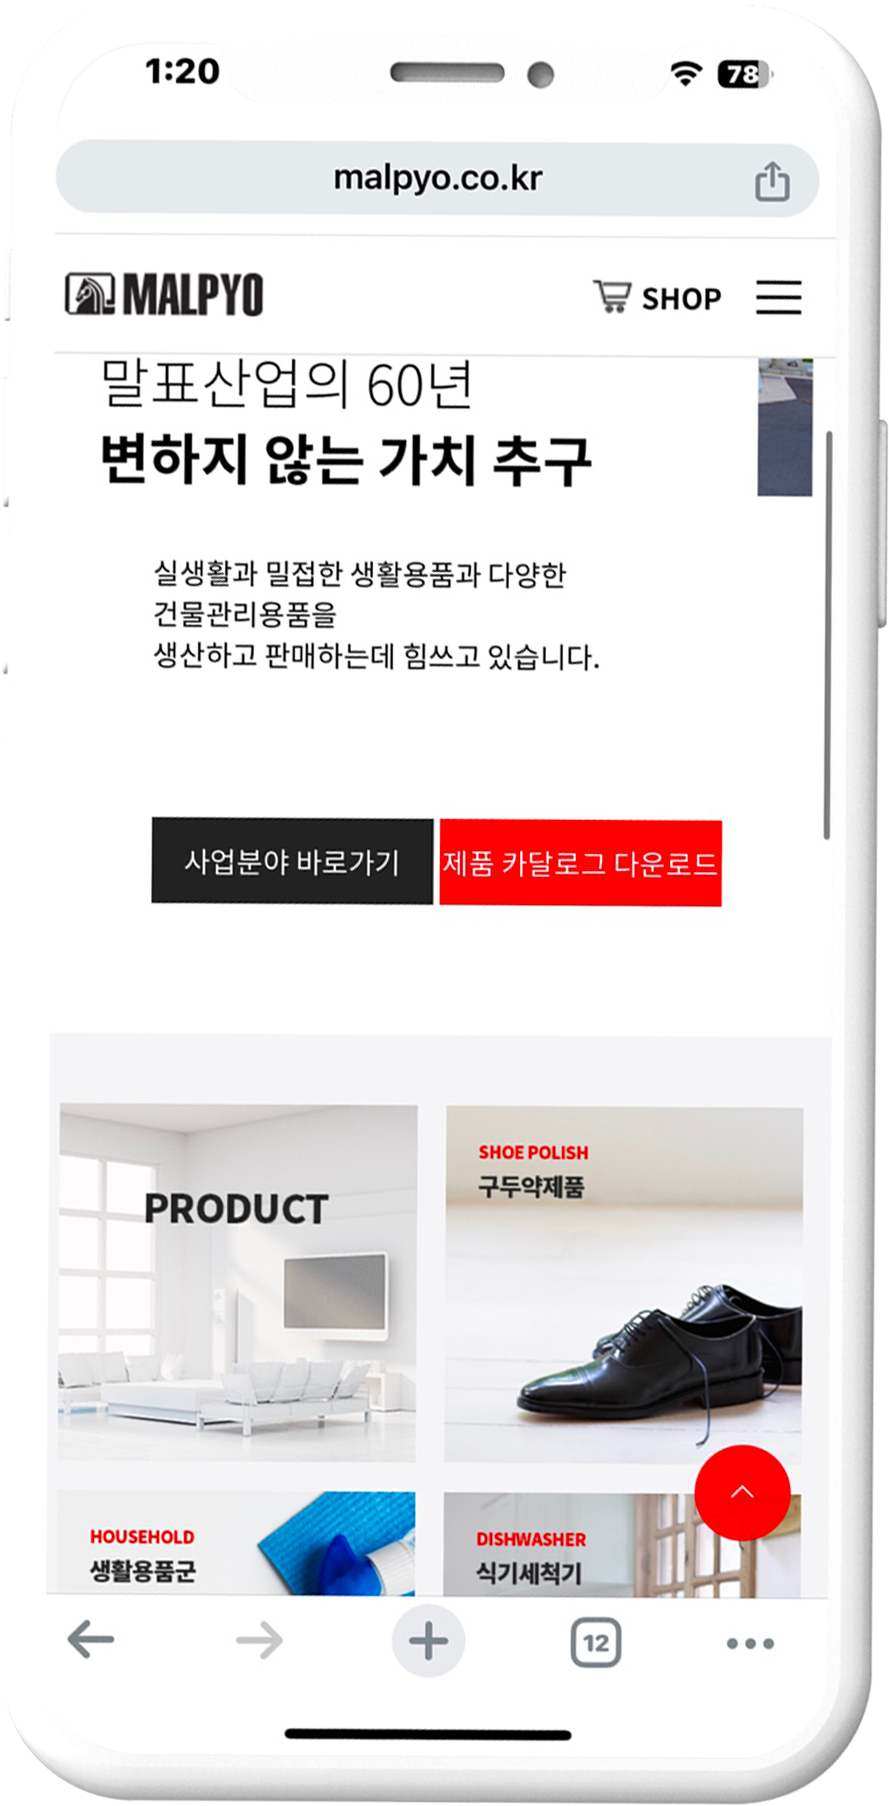 1:20
78
malpyo.co.kr
MALPYO
SHOP
말표산업의 60년
변하지 않는 가치 추구
실생활과 밀접한 생활용품과 다양한
건물관리용품을
생산하고 판매하는데 힘쓰고 있습니다.
사업분야 바로가기
제품 카달로그 다운로드
PRODUCT
SHOE POLISH
구두약제품
HOUSEHOLD
생활용품군
DISHWASHER
식기세척기
12